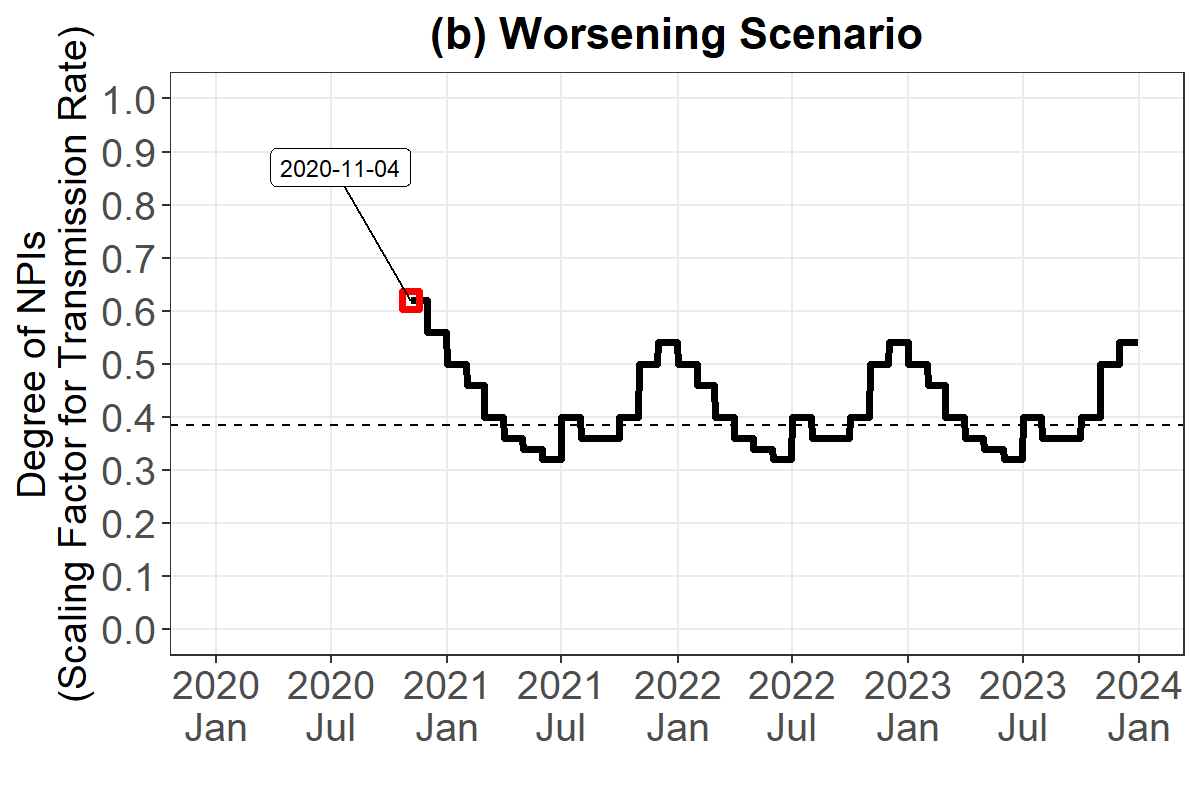 (b) Worsening Scenario
Degree of NPIs
(Scaling Factor for Transmission Rate)
1.0
0.9
0.8
0.7
0.6
0.5
0.4
0.3
0.2
0.1
0.0
2020-11-04
2020 2020 2021 2021 2022 2022 2023 2023 2024
Jan Jul Jan Jul Jan Jul Jan Jul Jan